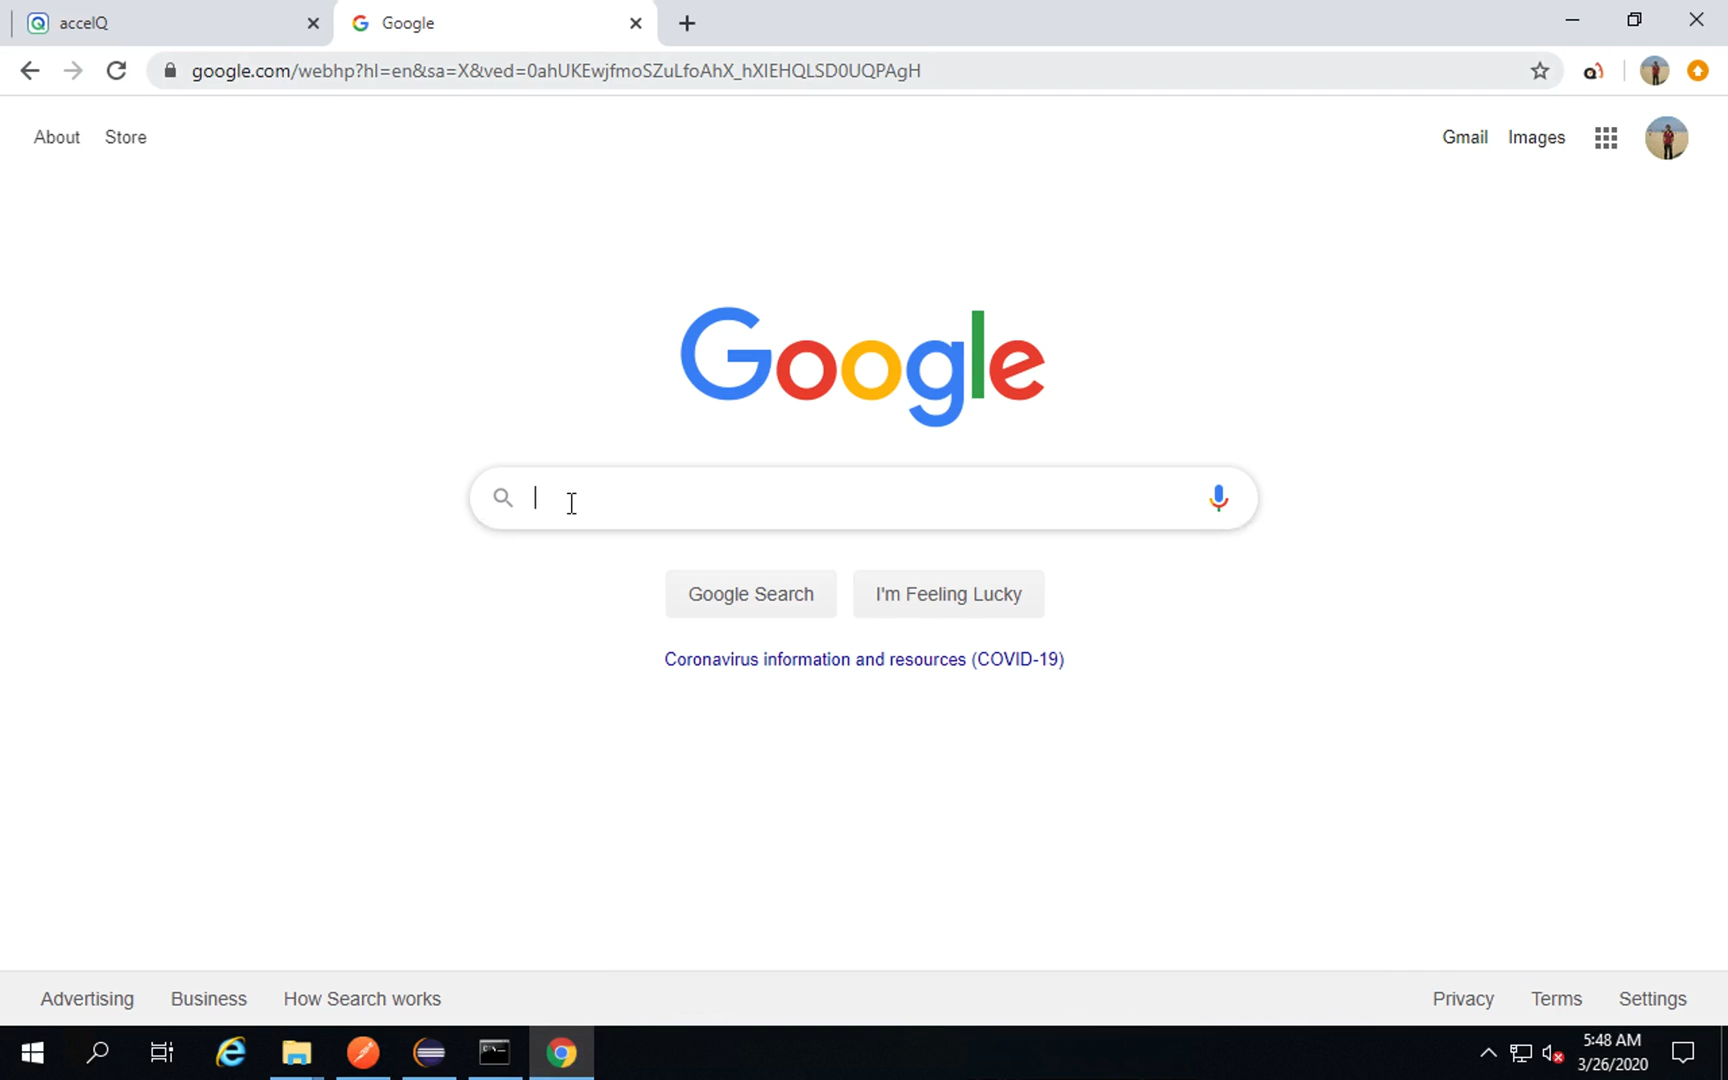 accelQ
Google
google.com/webhp?hl=en&sa=X&ved=0ahUKEwjfmoSZuLfoAhX_hXIEHQLSD0UQPAgH
About Store
Gmail Images
Google
Google Search
I'm Feeling Lucky
Coronavirus information and resources (COVID-19)
Advertising Business How Search works
Privacy Terms Settings
5:48 AM
3/26/2020